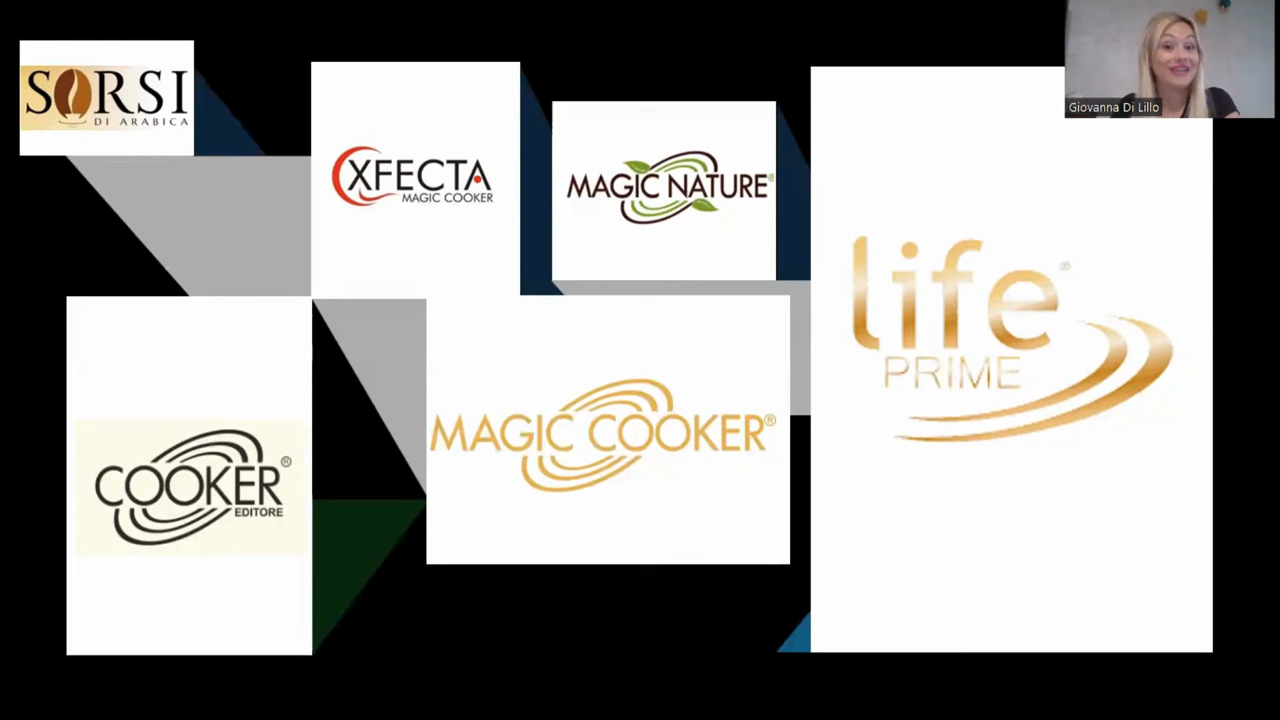 SORSI
DI ARABICA
XFECTA
MAGIC COOKER
MAGIC NATURE®
life®
PRIME
Giovanna Di Lillo
COOKER®
EDITORE
MAGIC COOKER®